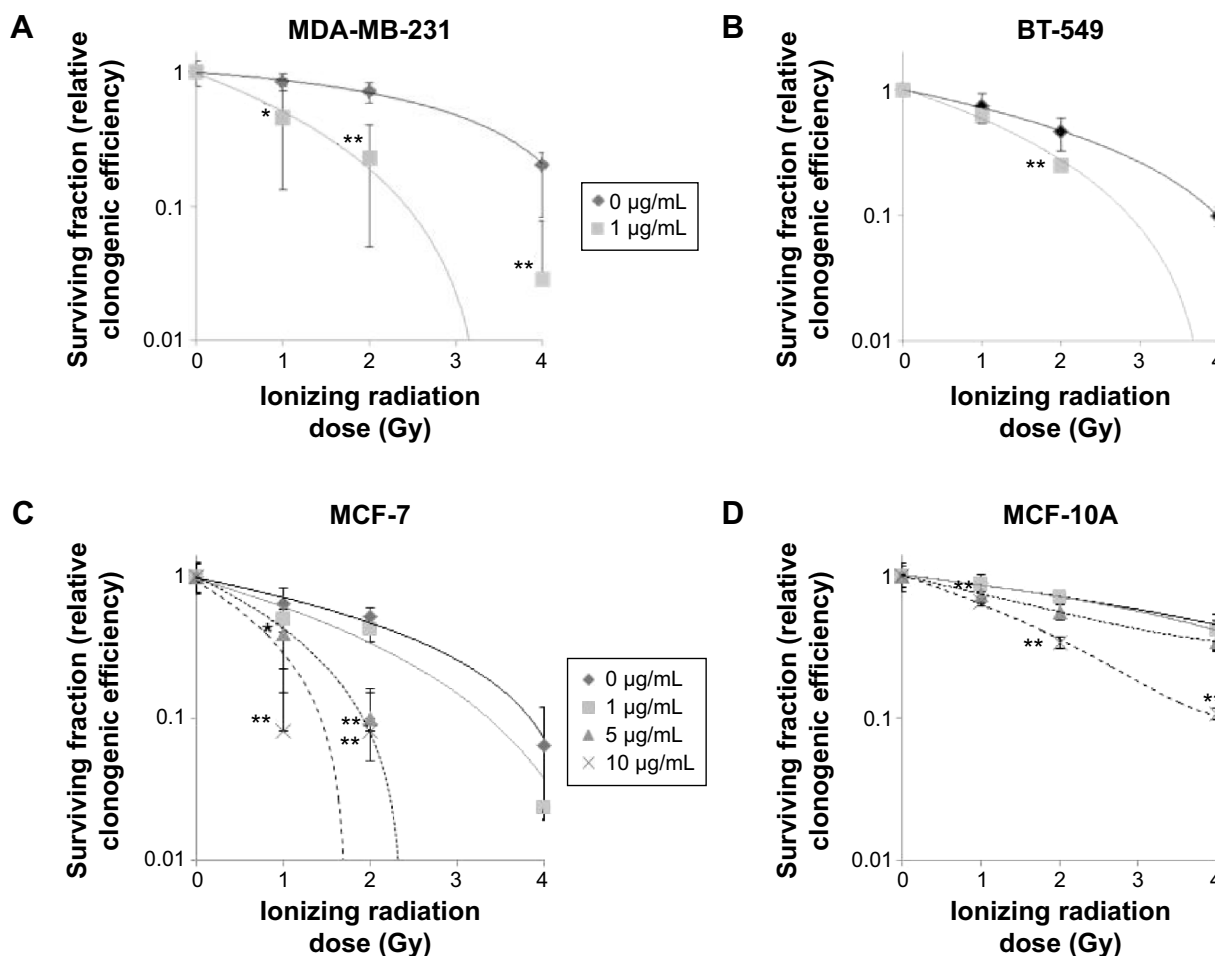 A
MDA-MB-231
Surviving fraction (relative
clonogenic efficiency)
1
0.1
0.01
*
**
**
0
1
2
3
4
Ionizing radiation
dose (Gy)
0 µg/mL
1 µg/mL
B
BT-549
Surviving fraction (relative
clonogenic efficiency)
1
0.1
0.01
**
0
1
2
3
4
Ionizing radiation
dose (Gy)
C
MCF-7
Surviving fraction (relative
clonogenic efficiency)
1
0.1
0.01
*
**
**
**
0
1
2
3
4
Ionizing radiation
dose (Gy)
0 µg/mL
1 µg/mL
5 µg/mL
10 µg/mL
D
MCF-10A
Surviving fraction (relative
clonogenic efficiency)
1
0.1
0.01
**
**
**
0
1
2
3
4
Ionizing radiation
dose (Gy)